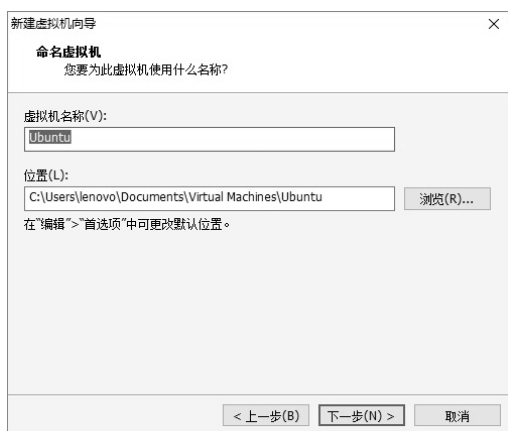 新建虚拟机向导
命名虚拟机
您要为此虚拟机使用什么名称?
虚拟机名称(V):
Ubuntu
位置(L):
C:\Users\lenovo\Documents\Virtual Machines\Ubuntu
浏览(R)...
在"编辑">"首选项"中可更改默认位置。
< 上一步(B) 下一步(N) > 取消